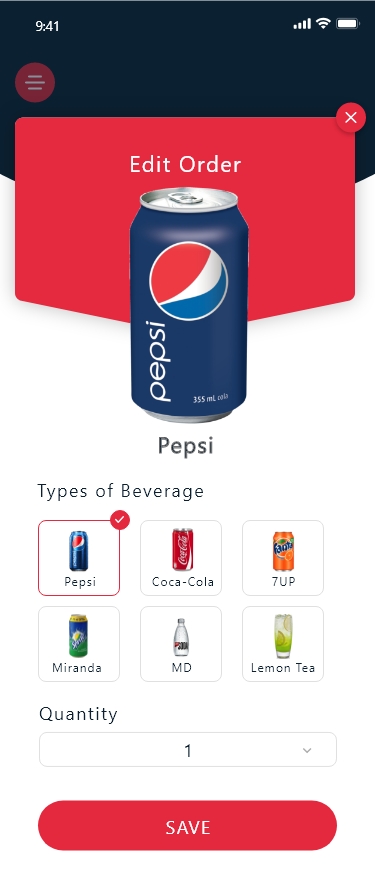 9:41
Edit Order
pepsi
355 mL cola
Pepsi
Types of Beverage
Pepsi
Coca-Cola
7UP
Miranda
MD
Lemon Tea
Quantity
1
SAVE